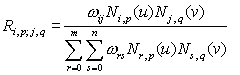 R_{i,p;j,q} = \frac{\omega_{ij} N_{i,p}(u) N_{j,q}(v)}{\sum_{r=0}^{m} \sum_{s=0}^{n} \omega_{rs} N_{r,p}(u) N_{s,q}(v)}